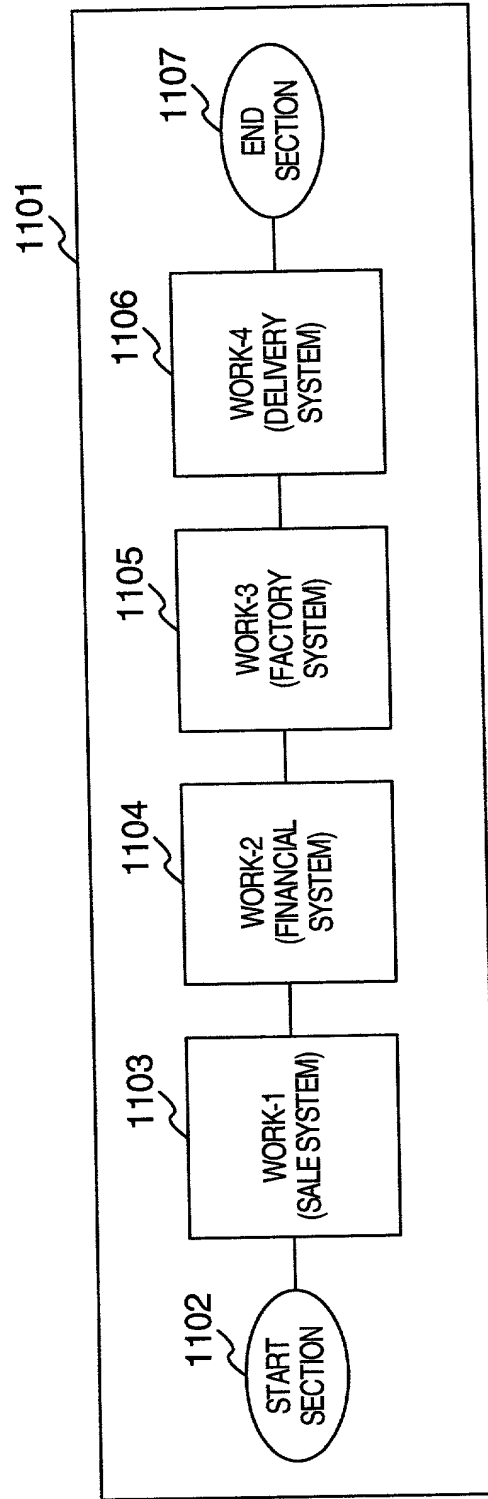 1101
1102
START
SECTION
1103
WORK-1
(SALE SYSTEM)
1104
WORK-2
(FINANCIAL
SYSTEM)
1105
WORK-3
(FACTORY
SYSTEM)
1106
WORK-4
(DELIVERY
SYSTEM)
1107
END
SECTION